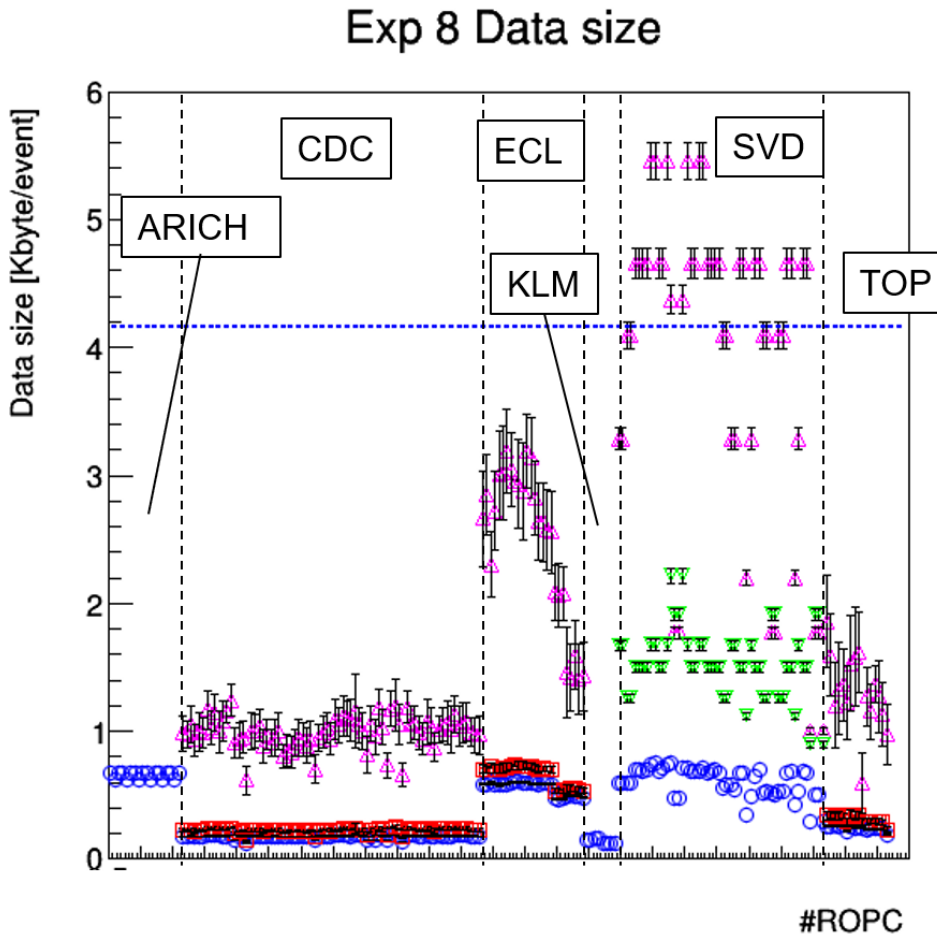 Exp 8 Data size
Data size [Kbyte/event]
6
5
4
3
2
1
0
ARICH
CDC
ECL
KLM
SVD
TOP
#ROPC